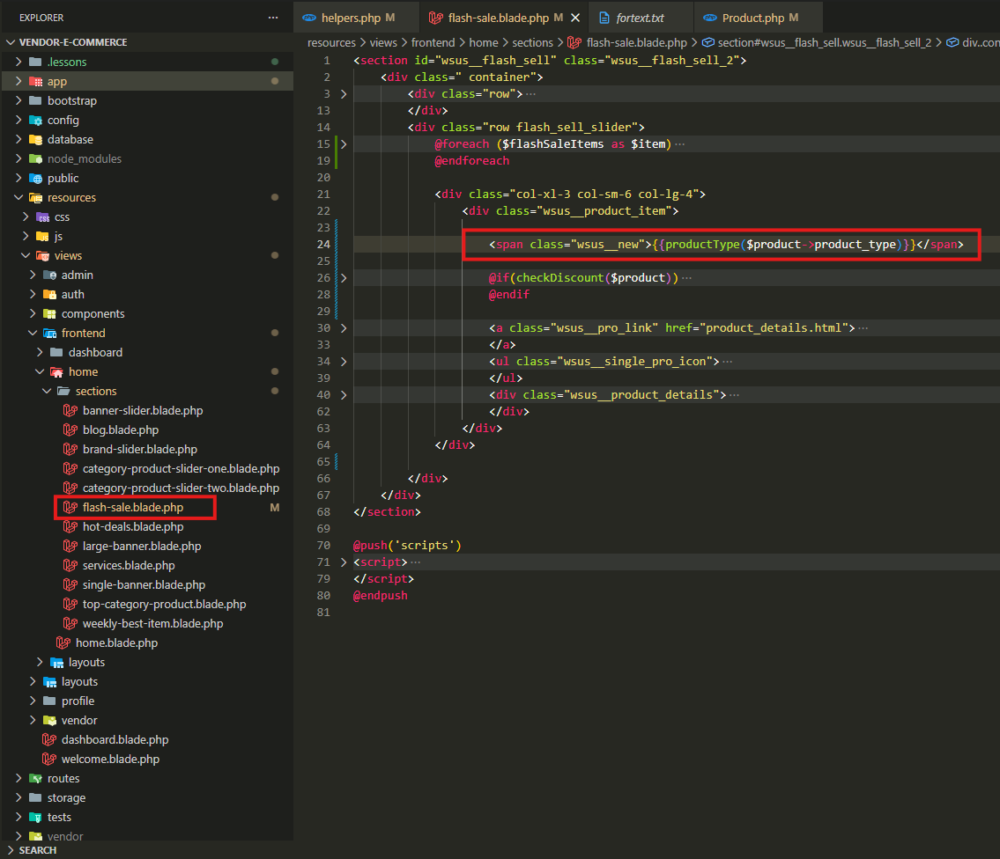 EXPLORER ···
VENDOR-E-COMMERCE
.lessons
app
bootstrap
config
database
node_modules
public
resources
css
js
views
admin
auth
components
frontend
dashboard
home
sections
banner-slider.blade.php
blog.blade.php
brand-slider.blade.php
category-product-slider-one.blade.php
category-product-slider-two.blade.php
flash-sale.blade.php M
hot-deals.blade.php
large-banner.blade.php
services.blade.php
single-banner.blade.php
top-category-product.blade.php
weekly-best-item.blade.php
home.blade.php
layouts
layouts
profile
vendor
dashboard.blade.php
welcome.blade.php
routes
storage
tests
vendor
SEARCH
helpers.php M flash-sale.blade.php M fortext.txt Product.php M
resources > views > frontend > home > sections > flash-sale.blade.php > section#wsus__flash_sell.wsus__flash_sell_2 > div..con
1 <section id="wsus__flash_sell" class="wsus__flash_sell_2">
2 <div class=" container">
3 <div class="row">···
13 </div>
14 <div class="row flash_sell_slider">
15 @foreach ($flashSaleItems as $item)···
19 @endforeach
20
21 <div class="col-xl-3 col-sm-6 col-lg-4">
22 <div class="wsus__product_item">
23
24 <span class="wsus__new">{{productType($product->product_type)}}</span>
25
26 @if(checkDiscount($product))···
28 @endif
29
30 <a class="wsus__pro_link" href="product_details.html">···
33 </a>
34 <ul class="wsus__single_pro_icon">···
39 </ul>
40 <div class="wsus__product_details">···
62 </div>
63 </div>
64 </div>
65
66 </div>
67 </div>
68 </section>
69
70 @push('scripts')
71 <script>···
79 </script>
80 @endpush
81